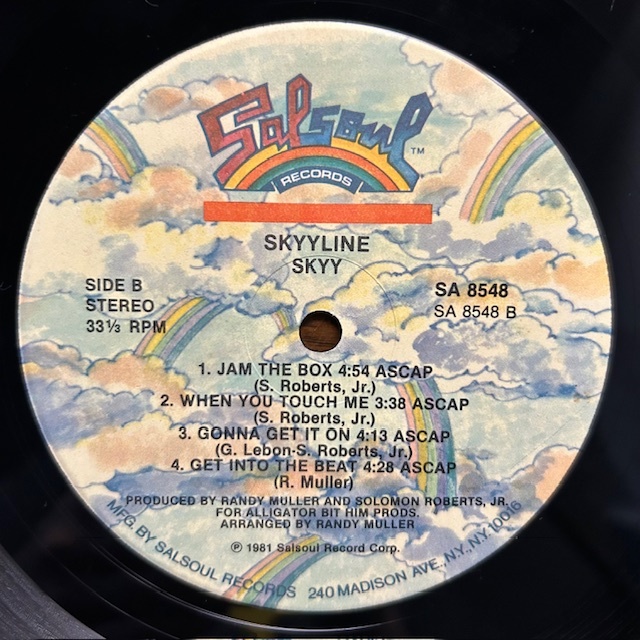 Salsoul™
RECORDS
SKYYLINE
SKYY
SIDE B
STEREO
33⅓ RPM
SA 8548
SA 8548 B
1. JAM THE BOX 4:54 ASCAP
(S. Roberts, Jr.)
2. WHEN YOU TOUCH ME 3:38 ASCAP
(S. Roberts, Jr.)
3. GONNA GET IT ON 4:13 ASCAP
(G. Lebon-S. Roberts, Jr.)
4. GET INTO THE BEAT 4:28 ASCAP
(R. Muller)
PRODUCED BY RANDY MULLER AND SOLOMON ROBERTS, JR.
FOR ALLIGATOR BIT HIM PRODS.
ARRANGED BY RANDY MULLER
℗ 1981 Salsoul Record Corp.
MFG. BY SALSOUL RECORDS 240 MADISON AVE., N.Y., N.Y. 10016